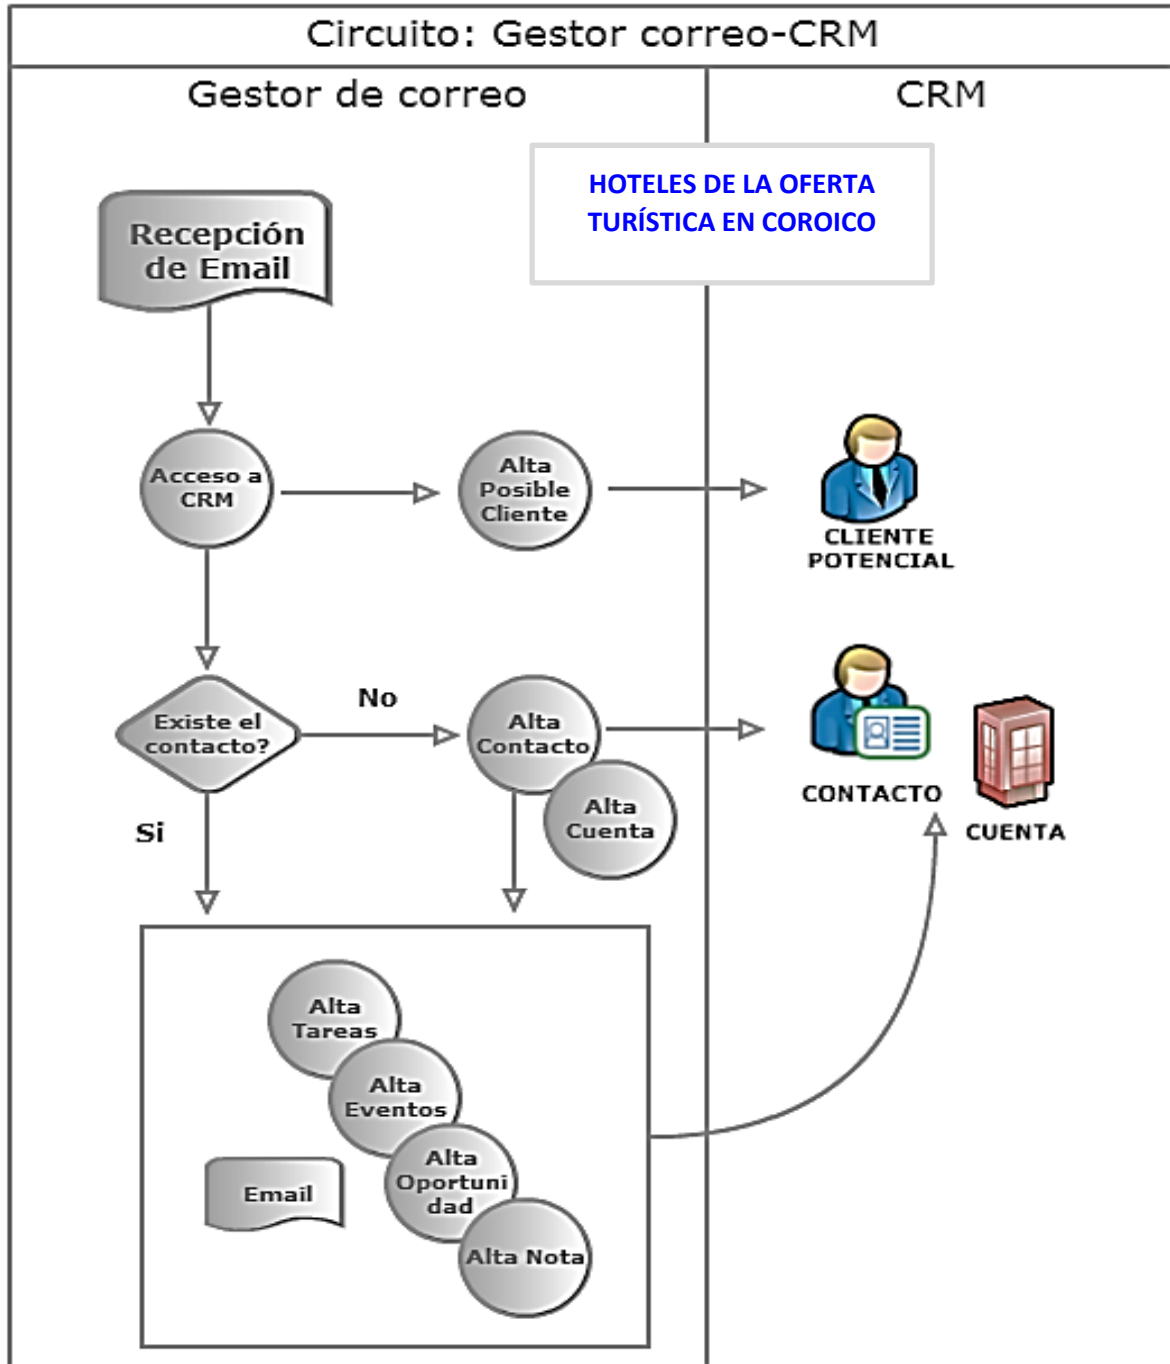 Circuito: Gestor correo-CRM
Gestor de correo
CRM
HOTELES DE LA OFERTA
TURÍSTICA EN COROICO
Recepción
de Email
Acceso a
CRM
Alta
Posible
Cliente
CLIENTE
POTENCIAL
Existe el
contacto?
No
Alta
Contacto
Alta
Cuenta
CONTACTO
CUENTA
Si
Alta
Tareas
Alta
Eventos
Alta
Oportuni
dad
Email
Alta Nota